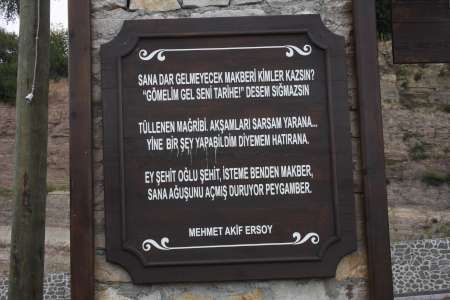 SANA DAR GELMEYECEK MAKBERİ KİMLER KAZSIN?
"GÖMELİM GEL SENİ TARİHE!" DESEM SIĞMAZSIN
TÜLLENEN MAĞRİBİ. AKŞAMLARI SARSAM YARANA...
YİNE BİR ŞEY YAPABİLDİM DİYEMEM HATIRANA.
EY ŞEHİT OĞLU ŞEHİT, İSTEME BENDEN MAKBER,
SANA AĞUŞUNU AÇMIŞ DURUYOR PEYGAMBER.
MEHMET AKİF ERSOY